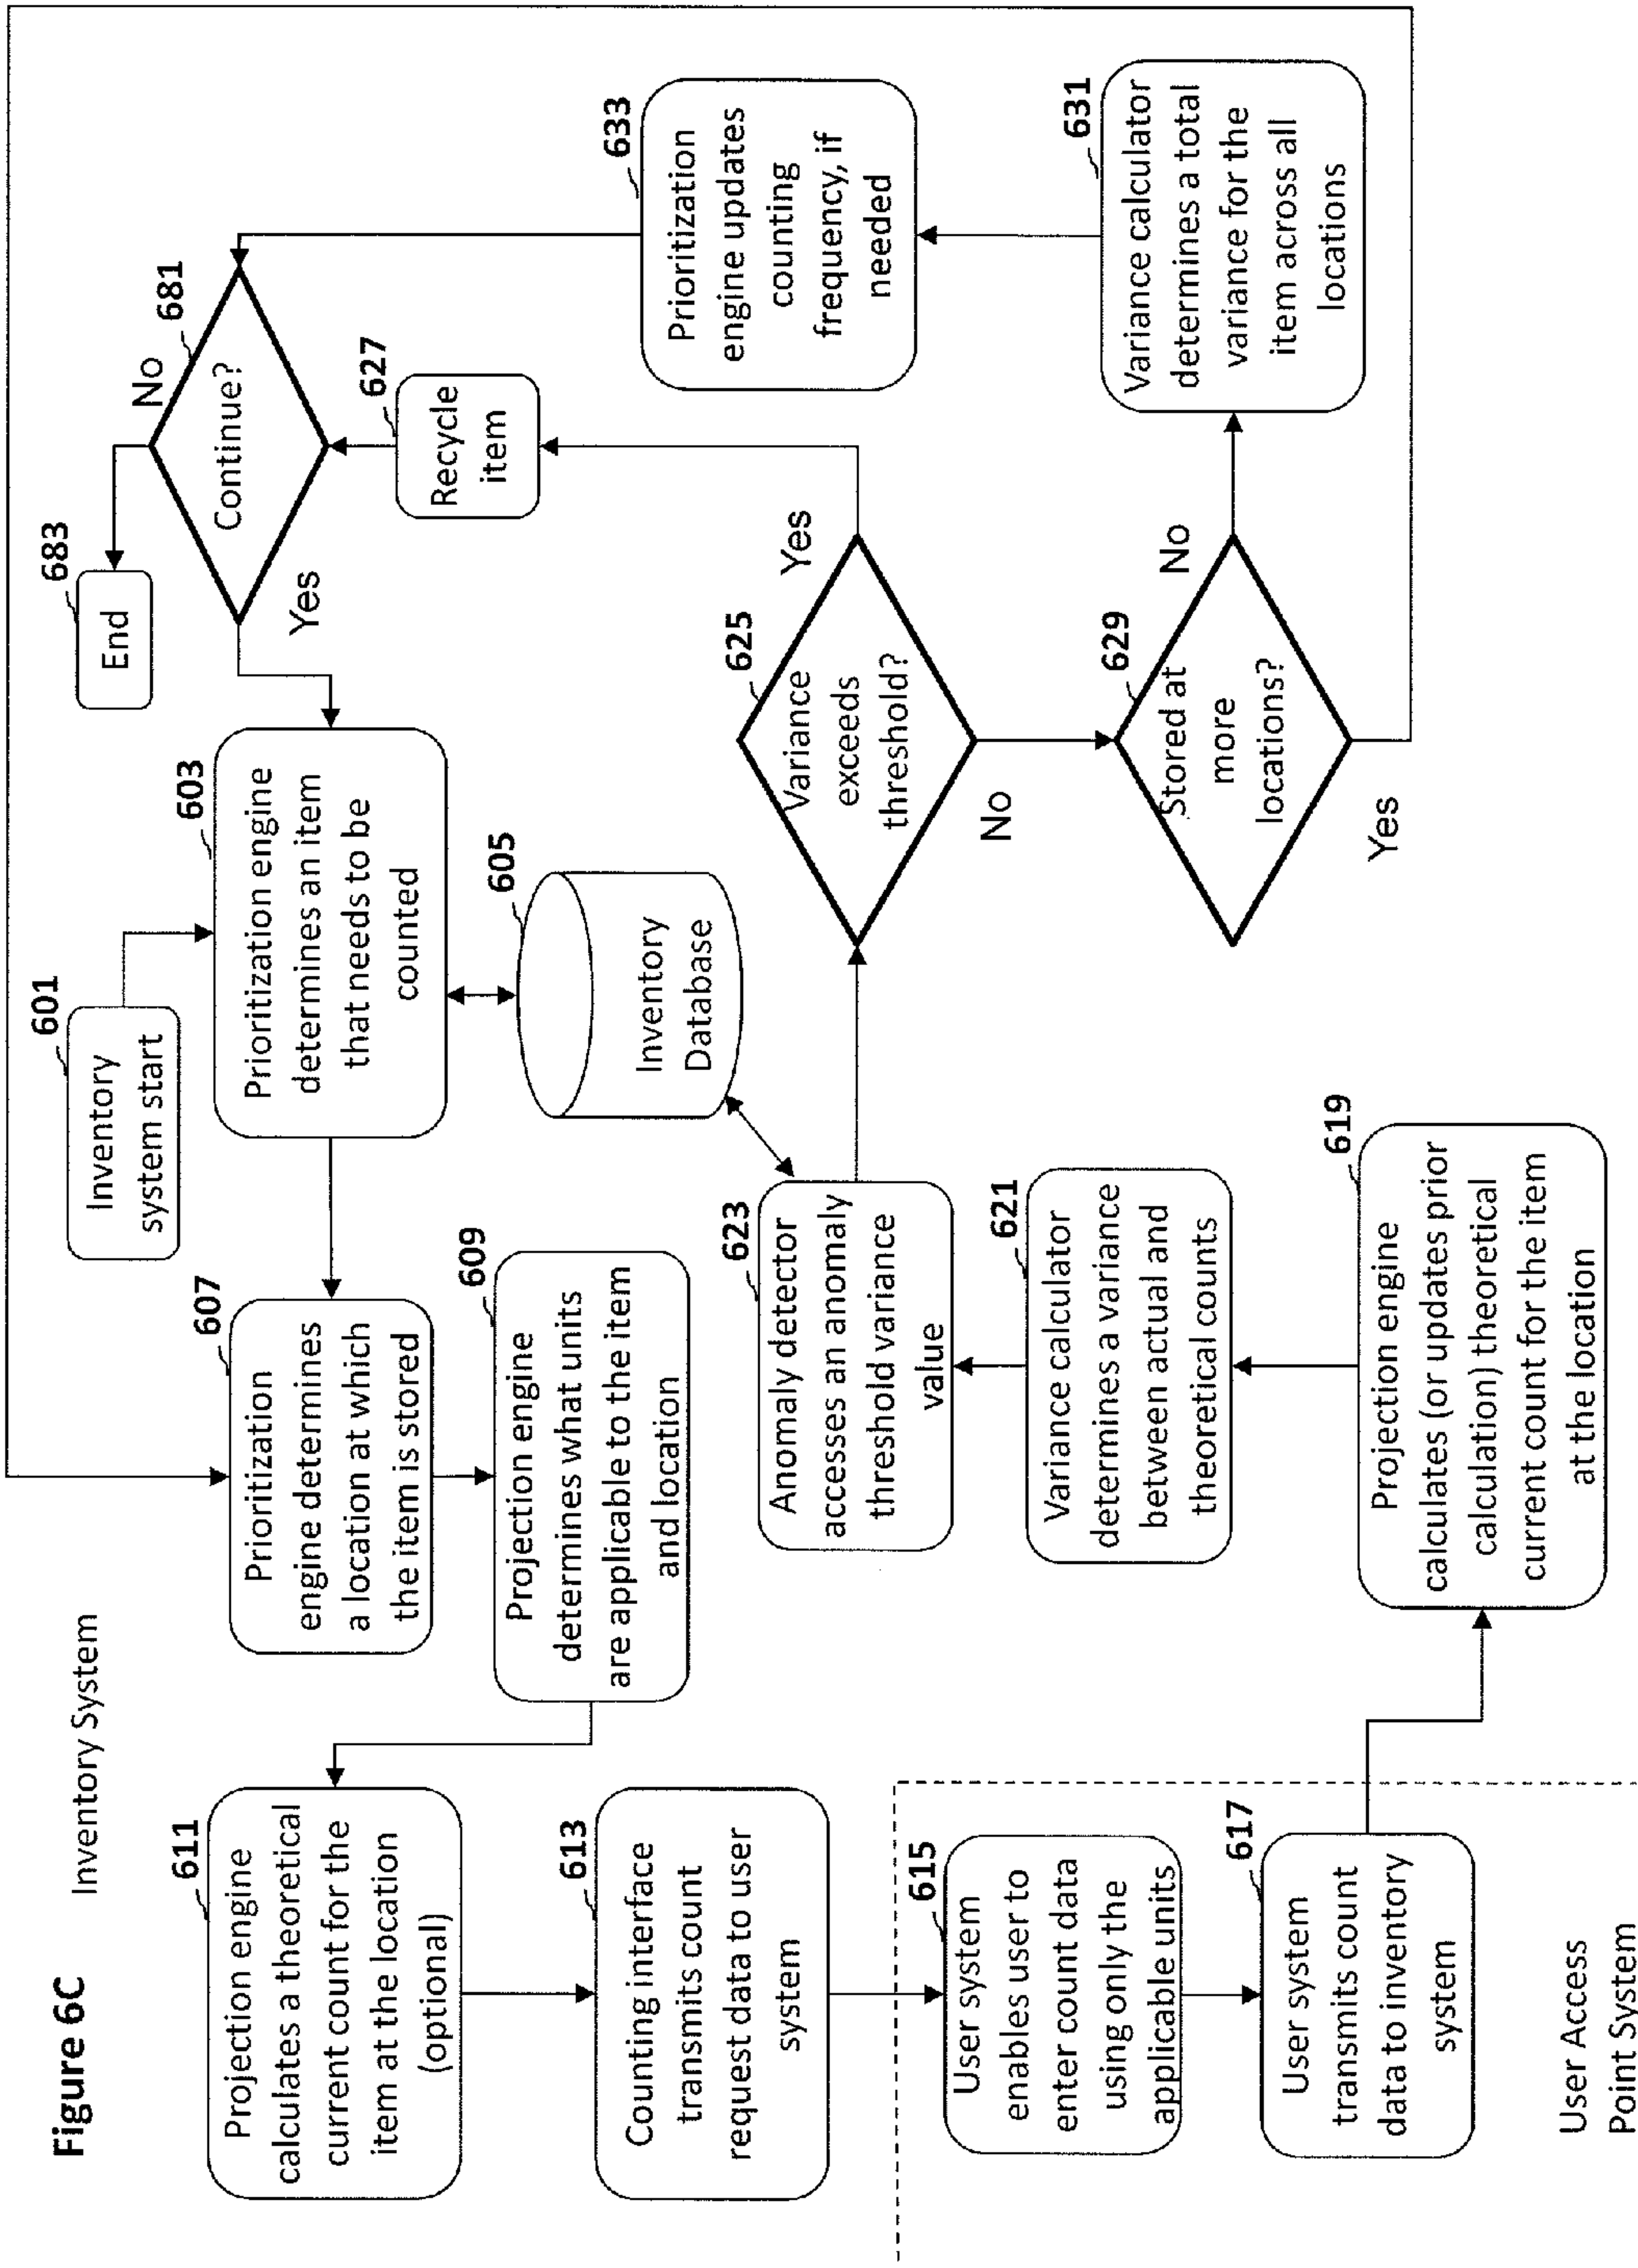 Figure 6C
Inventory System
601
Inventory
system start
603
Prioritization engine
determines an item
that needs to be
counted
605
Inventory
Database
607
Prioritization
engine determines
a location at which
the item is stored
609
Projection engine
determines what units
are applicable to the item
and location
611
Projection engine
calculates a theoretical
current count for the
item at the location
(optional)
613
Counting interface
transmits count
request data to user
system
615
User system
enables user to
enter count data
using only the
applicable units
617
User system
transmits count
data to inventory
system
User Access
Point System
619
Projection engine
calculates (or updates prior
calculation) theoretical
current count for the item
at the location
621
Variance calculator
determines a variance
between actual and
theoretical counts
623
Anomaly detector
accesses an anomaly
threshold variance
value
625
Variance
exceeds
threshold?
Yes
No
627
Recycle
item
629
Stored at
more
locations?
No
Yes
631
Variance calculator
determines a total
variance for the
item across all
locations
633
Prioritization
engine updates
counting
frequency, if
needed
681
Continue?
No
Yes
683
End